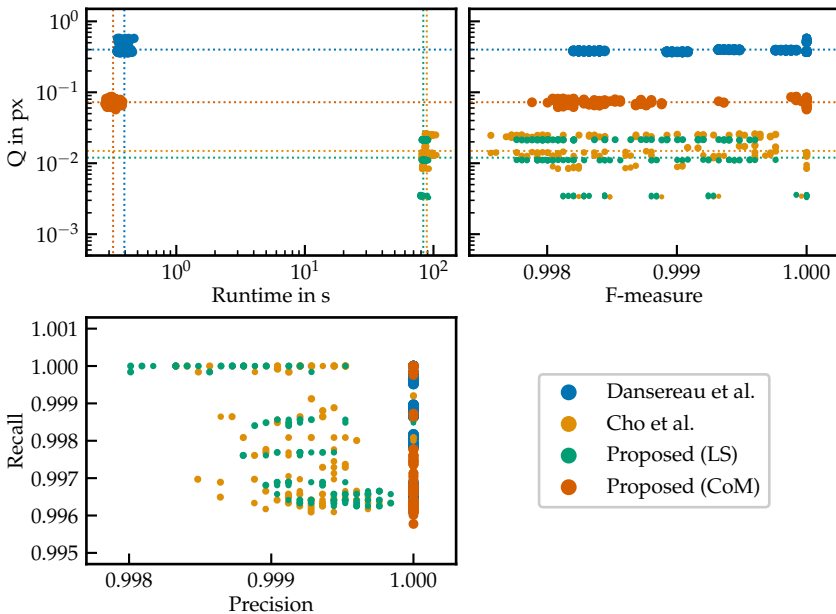 Q in px
10⁰
10⁻¹
10⁻²
10⁻³
10⁰ 10¹ 10²
Runtime in s
0.998 0.999 1.000
F-measure
Recall
1.001
1.000
0.999
0.998
0.997
0.996
0.995
0.998 0.999 1.000
Precision
Dansereau et al.
Cho et al.
Proposed (LS)
Proposed (CoM)